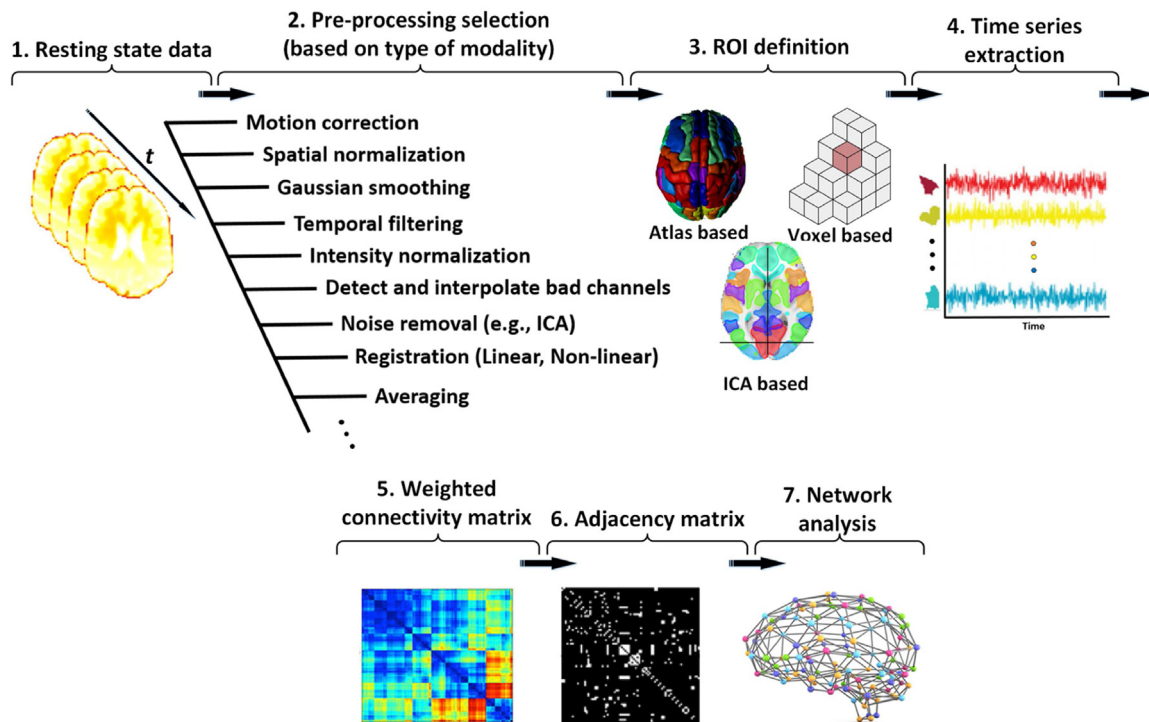 1. Resting state data
2. Pre-processing selection
(based on type of modality)
3. ROI definition
4. Time series
extraction
t
Motion correction
Spatial normalization
Gaussian smoothing
Temporal filtering
Intensity normalization
Detect and interpolate bad channels
Noise removal (e.g., ICA)
Registration (Linear, Non-linear)
Averaging
Atlas based
Voxel based
ICA based
Time
5. Weighted
connectivity matrix
6. Adjacency matrix
7. Network
analysis